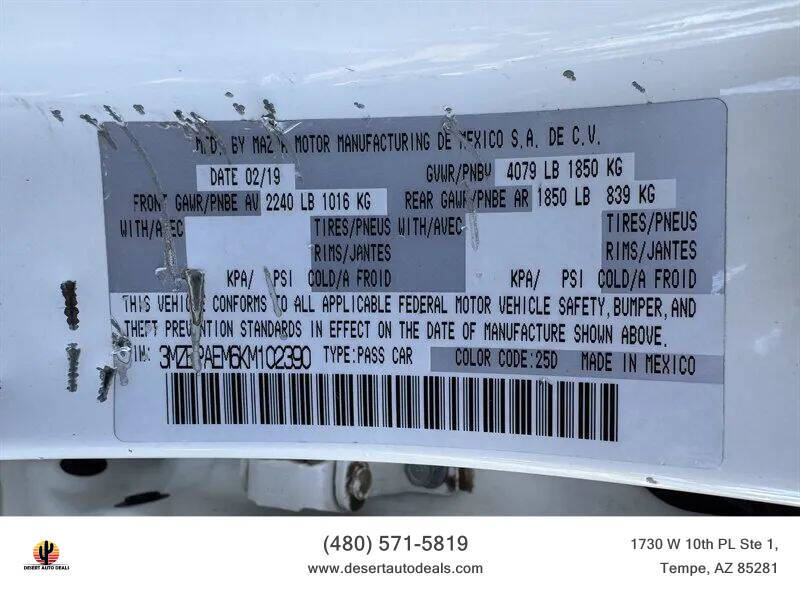 MFD. BY MAZDA MOTOR MANUFACTURING DE MEXICO S.A. DE C.V.
DATE 02/19 GVWR/PNBV 4079 LB 1850 KG
FRONT GAWR/PNBE AV 2240 LB 1016 KG REAR GAWR/PNBE AR 1850 LB 839 KG
WITH/AVEC TIRES/PNEUS WITH/AVEC TIRES/PNEUS
RIMS/JANTES RIMS/JANTES
KPA/ PSI COLD/A FROID KPA/ PSI COLD/A FROID
THIS VEHICLE CONFORMS TO ALL APPLICABLE FEDERAL MOTOR VEHICLE SAFETY, BUMPER, AND
THEFT PREVENTION STANDARDS IN EFFECT ON THE DATE OF MANUFACTURE SHOWN ABOVE.
TYPE:PASS CAR COLOR CODE:25D MADE IN MEXICO
DESERT AUTO DEALS
(480) 571-5819
www.desertautodeals.com
1730 W 10th PL Ste 1,
Tempe, AZ 85281